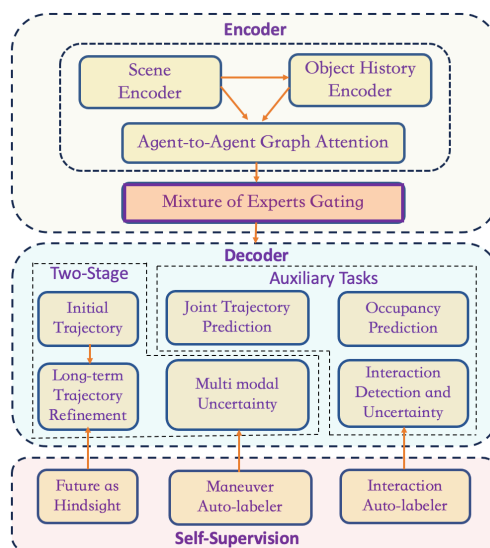 Encoder
Scene
Encoder
Object History
Encoder
Agent-to-Agent Graph Attention
Mixture of Experts Gating
Decoder
Two-Stage
Auxiliary Tasks
Initial
Trajectory
Joint Trajectory
Prediction
Occupancy
Prediction
Long-term
Trajectory
Refinement
Multi modal
Uncertainty
Interaction
Detection and
Uncertainty
Future as
Hindsight
Maneuver
Auto-labeler
Interaction
Auto-labeler
Self-Supervision